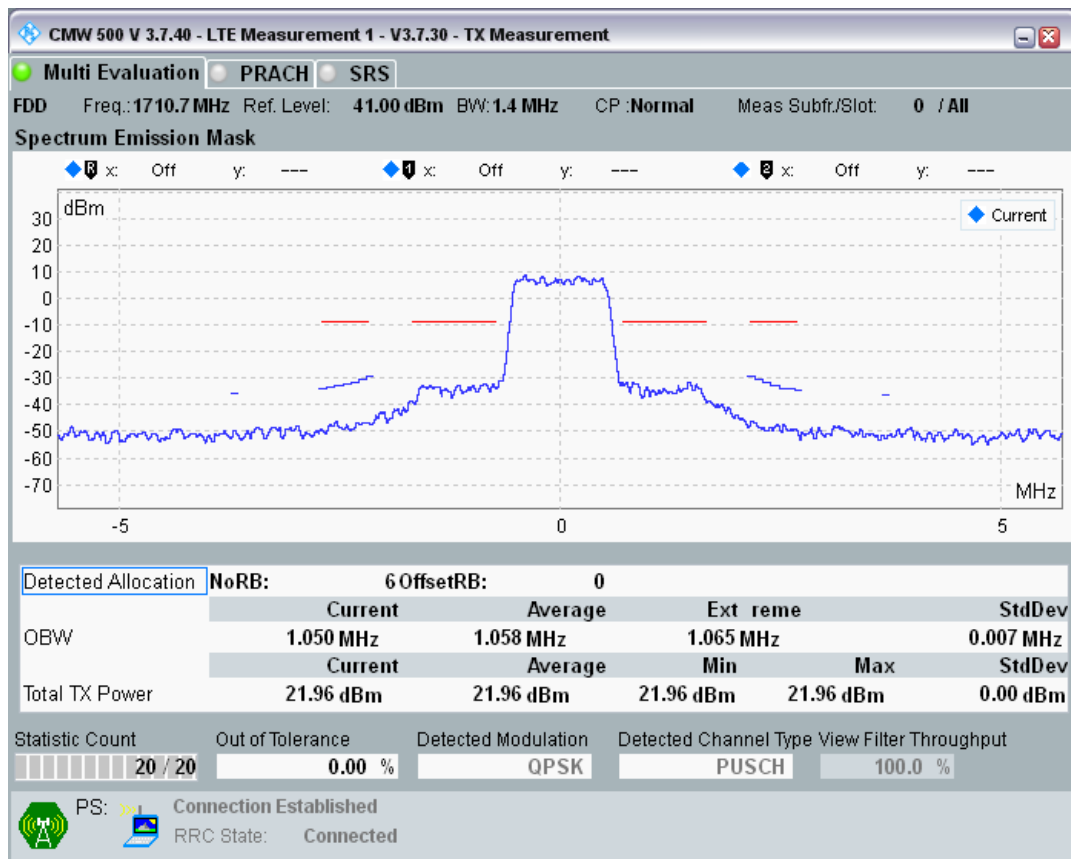 CMW 500 V 3.7.40 - LTE Measurement 1 - V3.7.30 - TX Measurement
Multi Evaluation PRACH SRS
FDD Freq.:1710.7MHz Ref. Level: 41.00 dBm BW:1.4 MHz CP :Normal Meas Subfr./Slot: 0 / All
Spectrum Emission Mask
R x: Off y: --- 1 x: Off y: --- 2 x: Off y: ---
dBm
Current
30
20
10
0
-10
-20
-30
-40
-50
-60
-70
MHz
-5 0 5
Detected Allocation NoRB: 6 OffsetRB: 0
Current Average Ext reme StdDev
OBW 1.050 MHz 1.058 MHz 1.065 MHz 0.007 MHz
Current Average Min Max StdDev
Total TX Power 21.96 dBm 21.96 dBm 21.96 dBm 21.96 dBm 0.00 dBm
Statistic Count Out of Tolerance Detected Modulation Detected Channel Type View Filter Throughput
20 / 20 0.00 % QPSK PUSCH 100.0 %
PS: Connection Established
RRC State: Connected